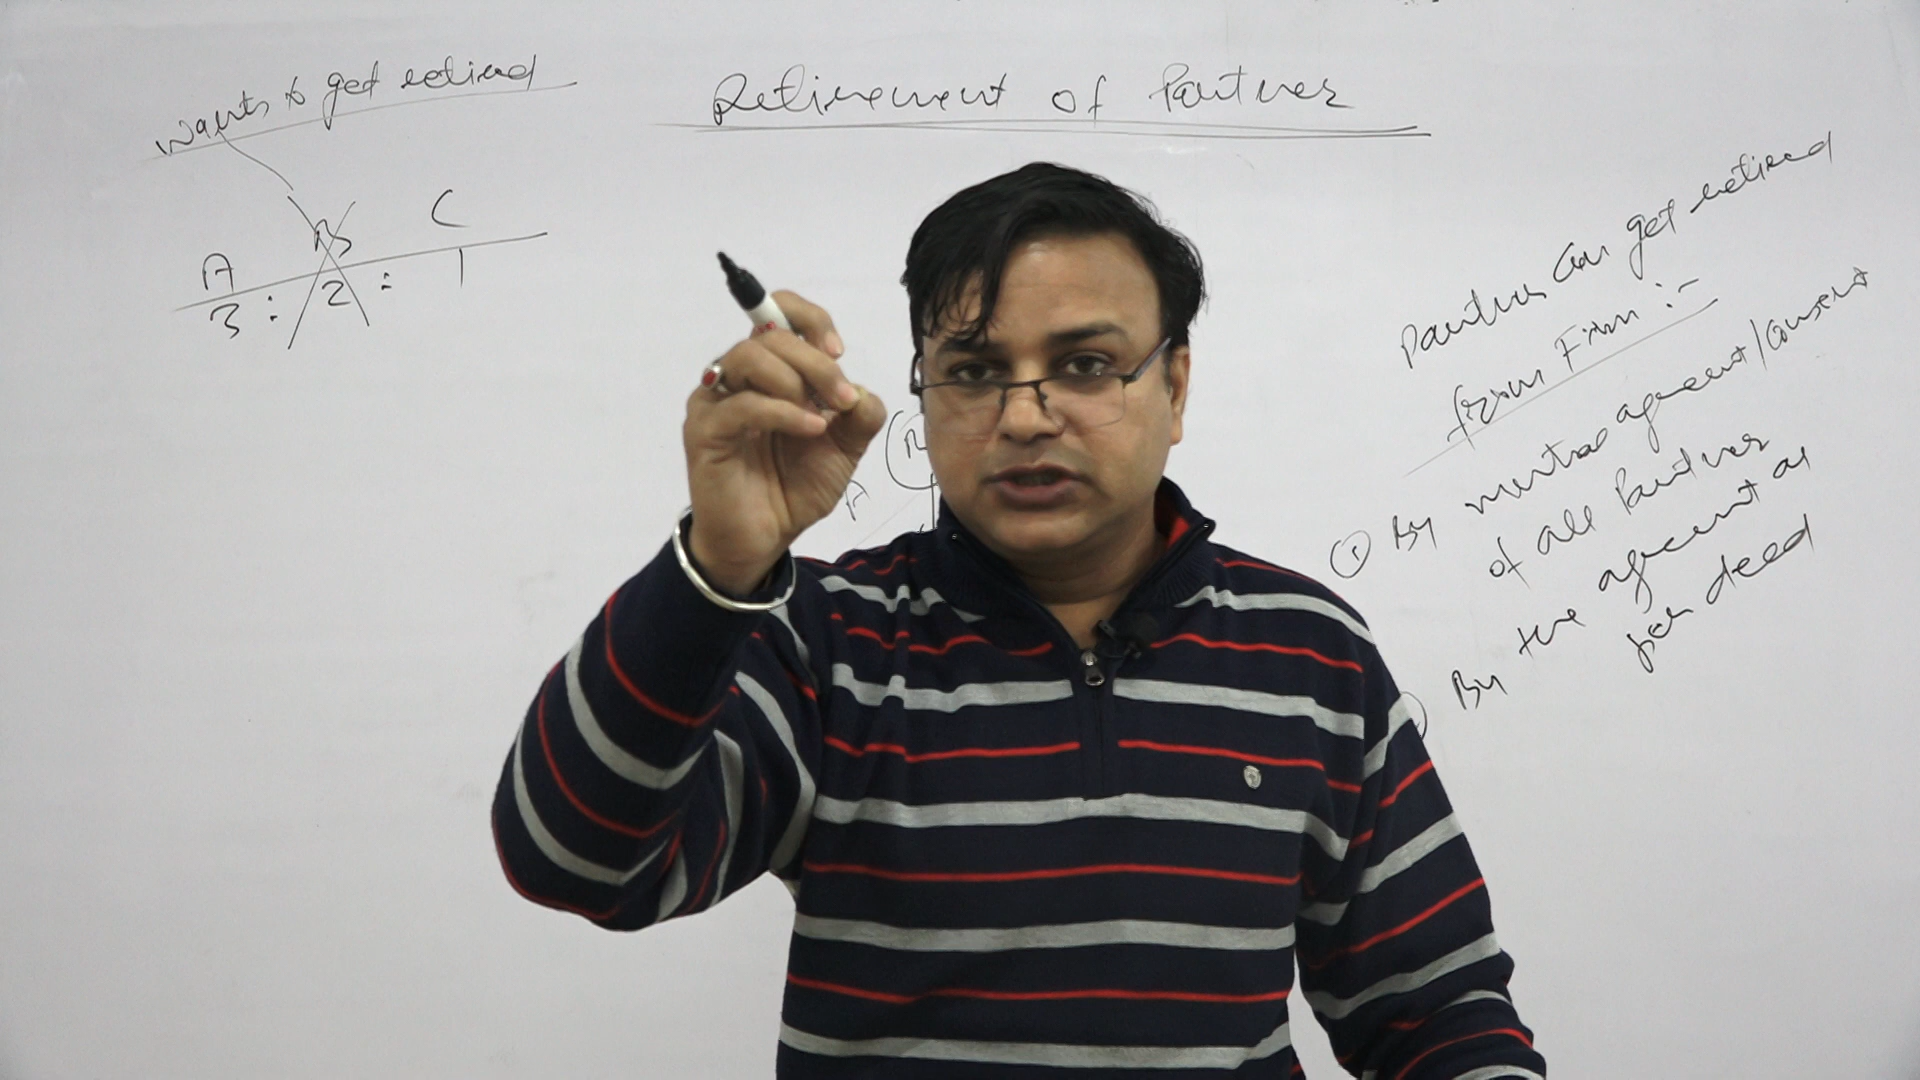 Retirement of Partner
wants to get retired
A B C
3 : 2 : 1
A B
Partner Can get retired
from Firm :-
① By mutual agreement/Consent
of all Partner
By the agreement as
per deed